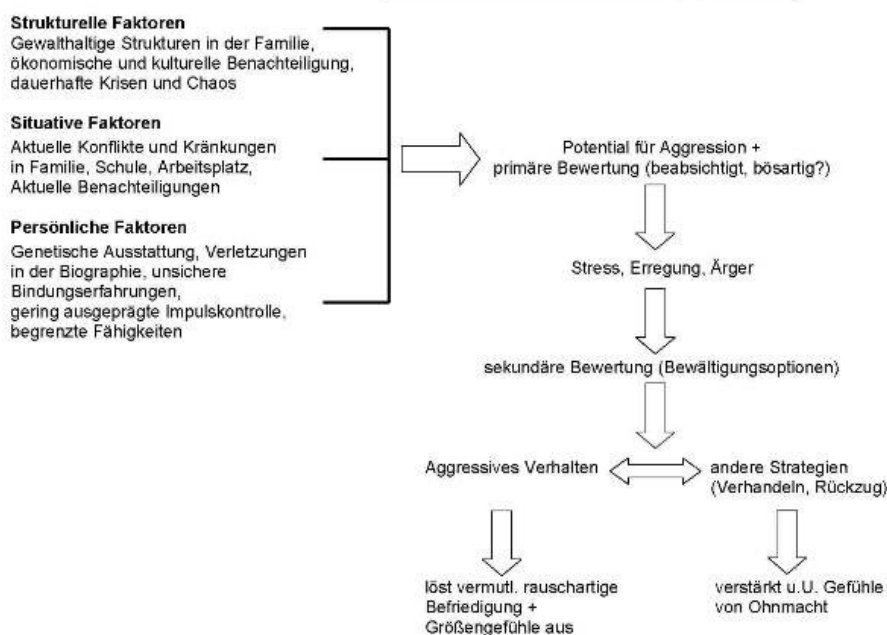 Strukturelle Faktoren
Gewalthaltige Strukturen in der Familie,
ökonomische und kulturelle Benachteiligung,
dauerhafte Krisen und Chaos
Situative Faktoren
Aktuelle Konflikte und Kränkungen
in Familie, Schule, Arbeitsplatz,
Aktuelle Benachteiligungen
Persönliche Faktoren
Genetische Ausstattung, Verletzungen
in der Biographie, unsichere
Bindungserfahrungen,
gering ausgeprägte Impulskontrolle,
begrenzte Fähigkeiten
Potential für Aggression +
primäre Bewertung (beabsichtigt, bösartig?)
Stress, Erregung, Ärger
sekundäre Bewertung (Bewältigungsoptionen)
Aggressives Verhalten
andere Strategien
(Verhandeln, Rückzug)
löst vermutl. rauschartige
Befriedigung +
Größengefühle aus
verstärkt u.U. Gefühle
von Ohnmacht